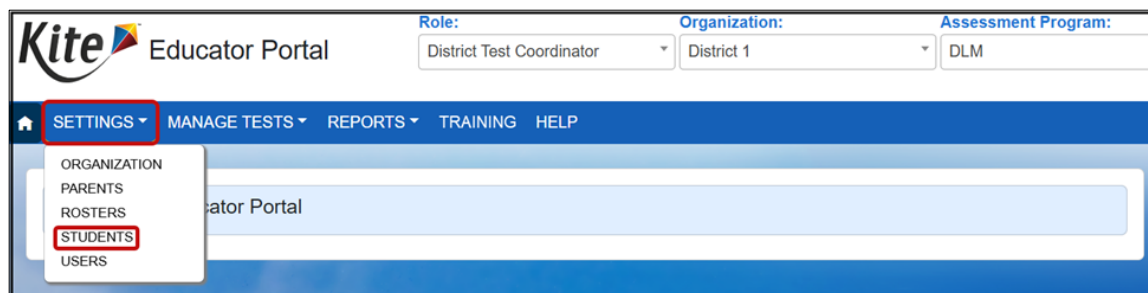 Kite Educator Portal
Role:
District Test Coordinator
Organization:
District 1
Assessment Program:
DLM
SETTINGS MANAGE TESTS REPORTS TRAINING HELP
ORGANIZATION
PARENTS
ROSTERS
STUDENTS
USERS
Portal